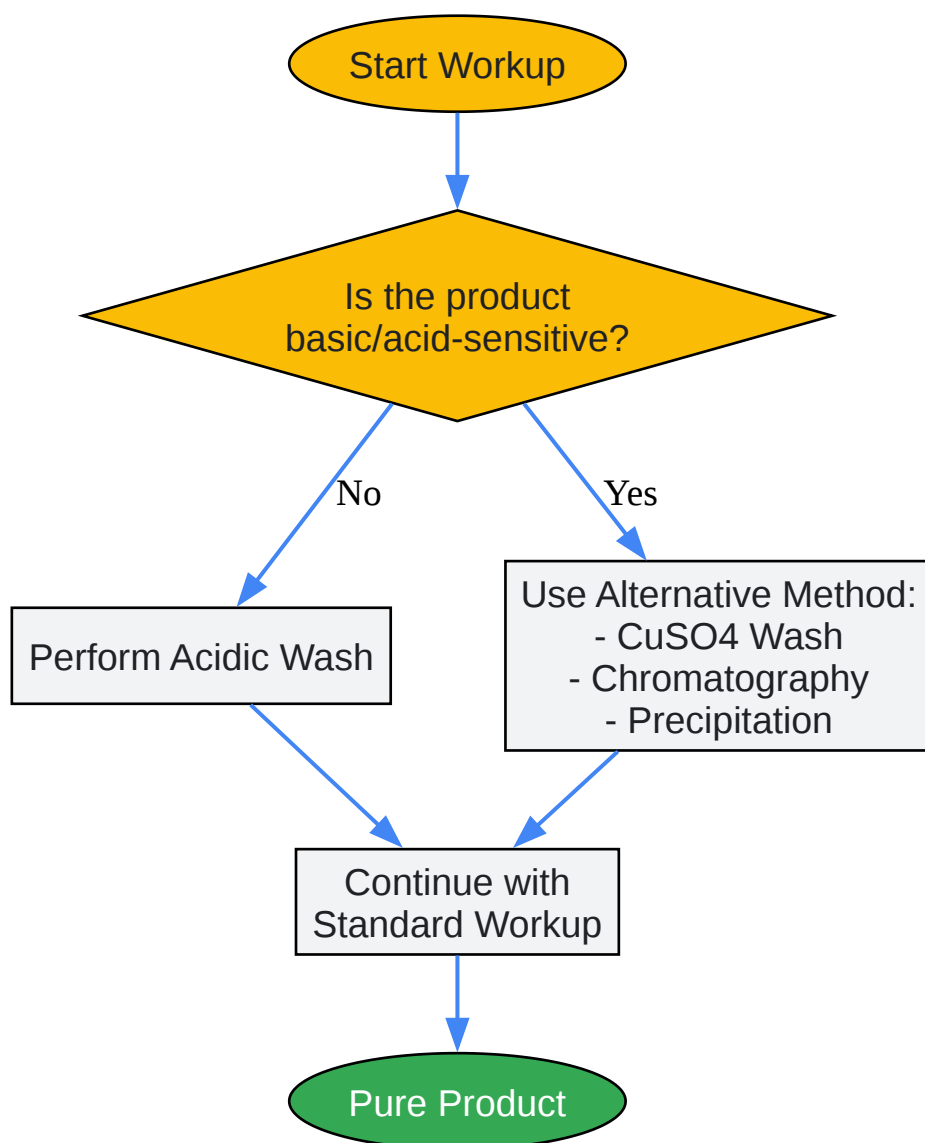 Start Workup
Is the product
basic/acid-sensitive?
No
Yes
Perform Acidic Wash
Use Alternative Method:
- CuSO4 Wash
- Chromatography
- Precipitation
Continue with
Standard Workup
Pure Product